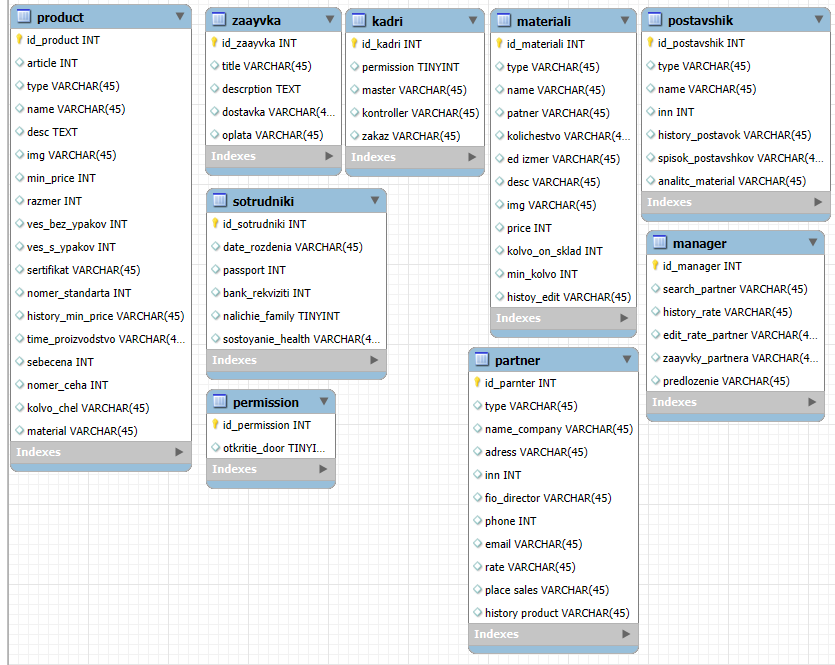 product
id_product INT
article INT
type VARCHAR(45)
name VARCHAR(45)
desc TEXT
img VARCHAR(45)
min_price INT
razmer INT
ves_bez_ypakov INT
ves_s_ypakov INT
sertifikat VARCHAR(45)
nomer_standarta INT
history_min_price VARCHAR(45)
time_proizvodstvo VARCHAR(4...
sebecena INT
nomer_ceha INT
kolvo_chel VARCHAR(45)
material VARCHAR(45)
Indexes
zaayvka
id_zaayvka INT
title VARCHAR(45)
descrption TEXT
dostavka VARCHAR(4...
oplata VARCHAR(45)
Indexes
kadri
id_kadri INT
permission TINYINT
master VARCHAR(45)
kontroller VARCHAR(45)
zakaz VARCHAR(45)
Indexes
materiali
id_materiali INT
type VARCHAR(45)
name VARCHAR(45)
patner VARCHAR(45)
kolichestvo VARCHAR(4...
ed izmer VARCHAR(45)
desc VARCHAR(45)
img VARCHAR(45)
price INT
kolvo_on_sklad INT
min_kolvo INT
histoy_edit VARCHAR(45)
Indexes
postavshik
id_postavshik INT
type VARCHAR(45)
name VARCHAR(45)
inn INT
history_postavok VARCHAR(45)
spisok_postavshkov VARCHAR(4...
analitc_material VARCHAR(45)
Indexes
sotrudniki
id_sotrudniki INT
date_rozdenia VARCHAR(45)
passport INT
bank_rekviziti INT
nalichie_family TINYINT
sostoyanie_health VARCHAR(4...
Indexes
manager
id_manager INT
search_partner VARCHAR(45)
history_rate VARCHAR(45)
edit_rate_partner VARCHAR(4...
zaayvky_partnera VARCHAR(4...
predlozenie VARCHAR(45)
Indexes
permission
id_permission INT
otkritie_door TINYI...
Indexes
partner
id_parnter INT
type VARCHAR(45)
name_company VARCHAR(45)
adress VARCHAR(45)
inn INT
fio_director VARCHAR(45)
phone INT
email VARCHAR(45)
rate VARCHAR(45)
place sales VARCHAR(45)
history product VARCHAR(45)
Indexes